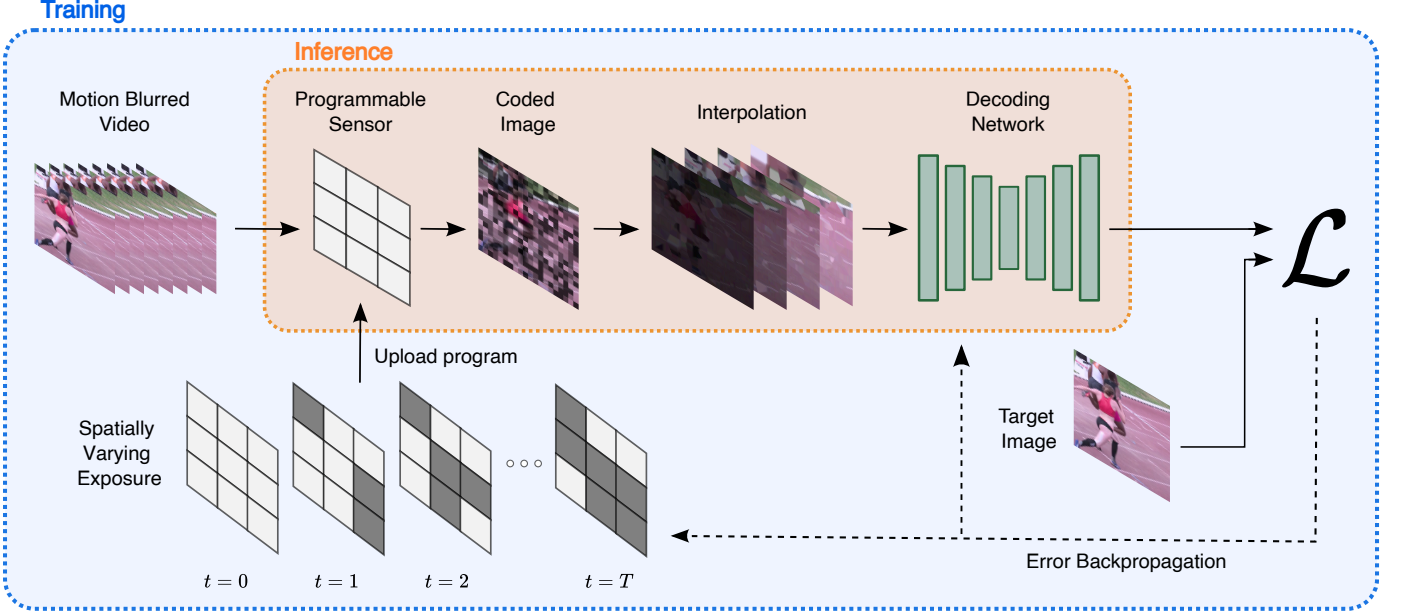 Training
Inference
Motion Blurred
Video
Programmable
Sensor
Coded
Image
Interpolation
Decoding
Network
ℒ
Upload program
Spatially
Varying
Exposure
Target
Image
t = 0
t = 1
t = 2
t = T
Error Backpropagation